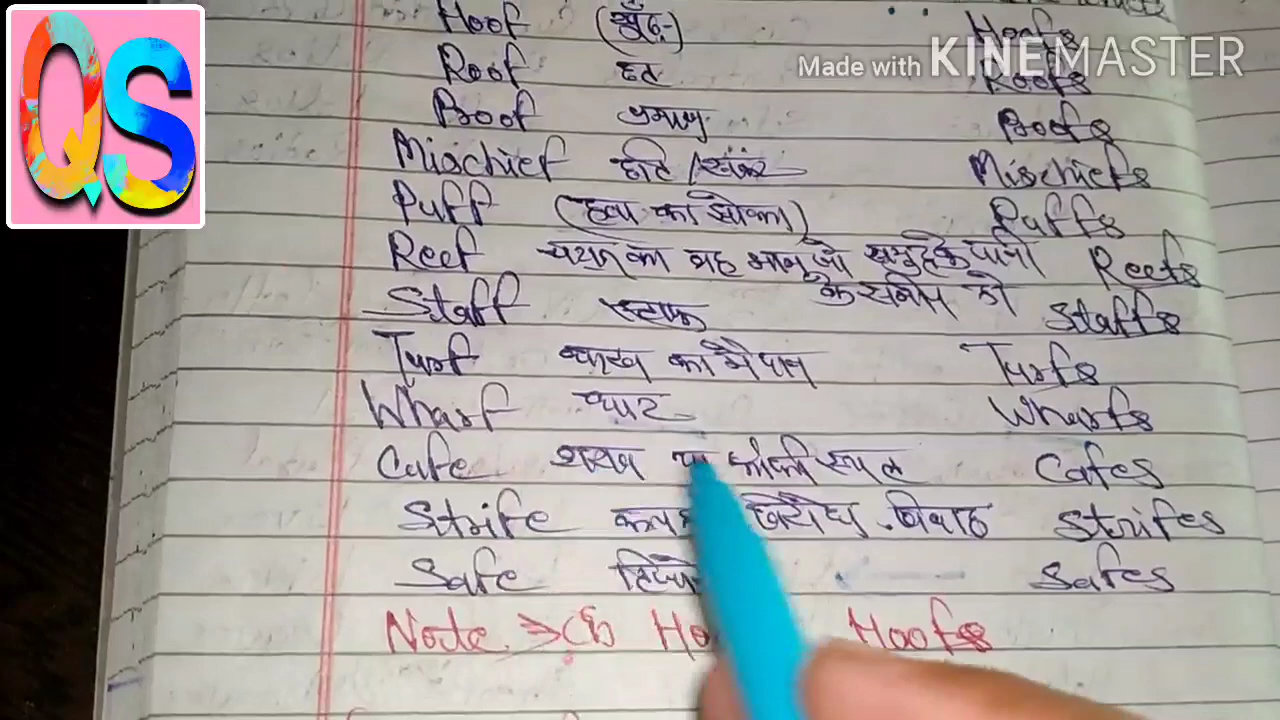 QS
Made with KINEMASTER
Hoof Hoofs
Roof छत Roofs
Proof प्रमाण Proofs
Mischief Mischiefs
Puff (हवा का झोंका) Puffs
Reef चट्टान का वह भाग जो समुद्र के पानी Reefs
के समीप हो
Staff स्टाफ Staffs
Turf घास का मैदान Turfs
Wharf घाट Wharfs
Cafe शराब या कॉफी स्थल Cafes
Strife विरोध विवाद Strifes
Safe Safes
Note Hoofs